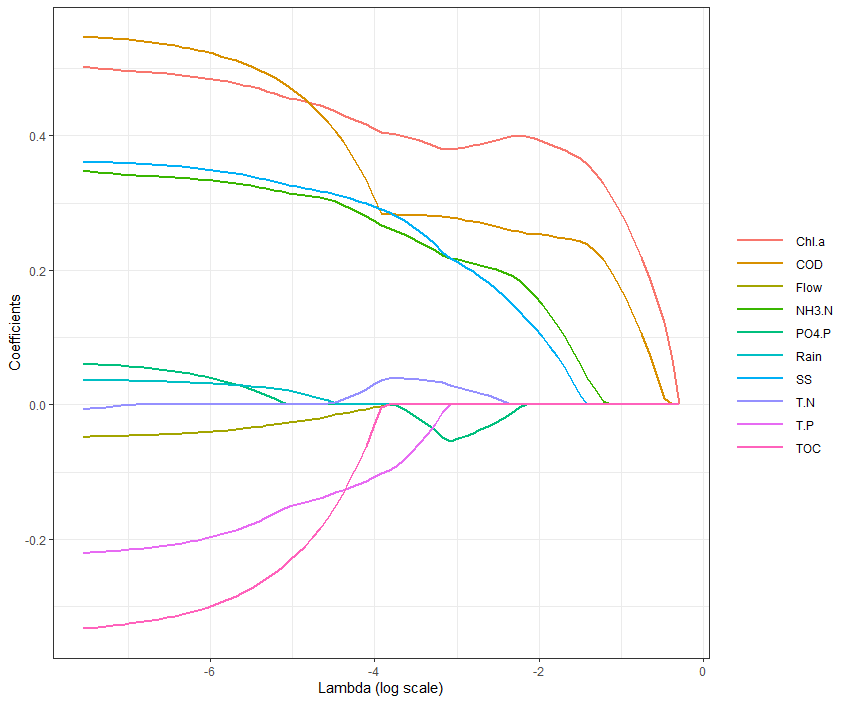 Coefficients
0.4
0.2
0.0
-0.2
-6
-4
-2
0
Lambda (log scale)
Chl.a
COD
Flow
NH3.N
PO4.P
Rain
SS
T.N
T.P
TOC